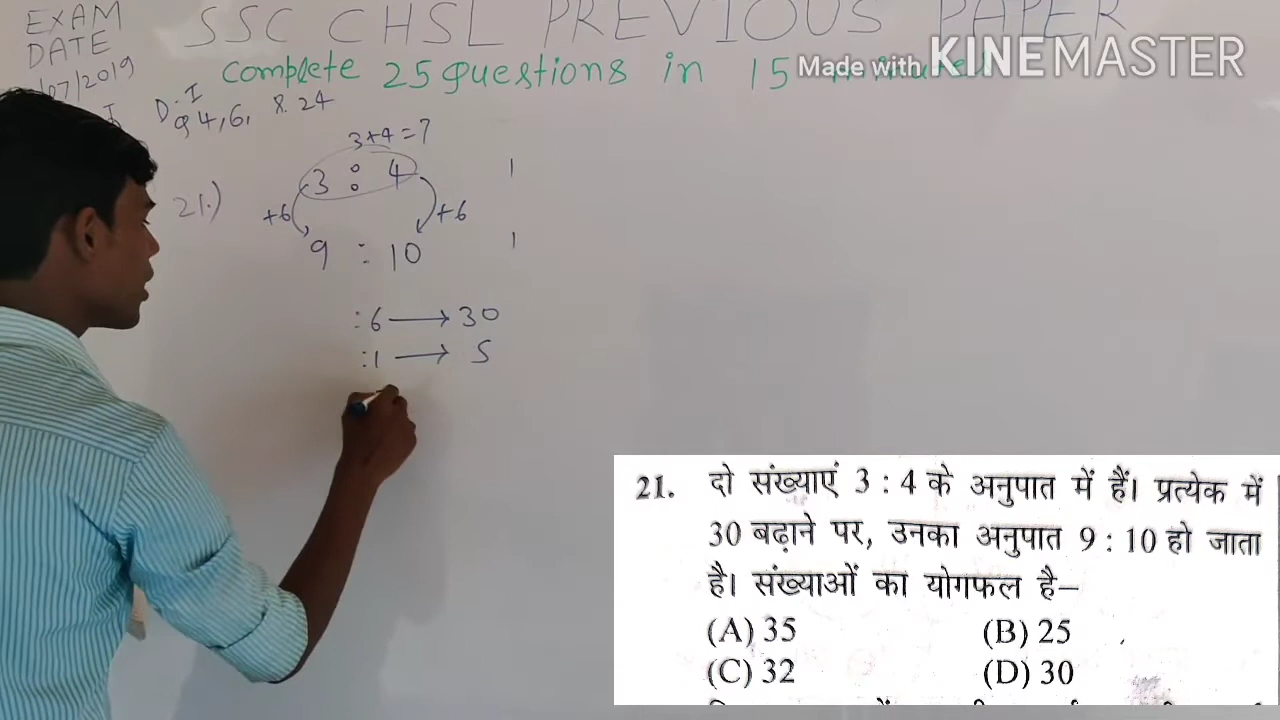 EXAM
DATE
/07/2019
SSC CHSL PREVIOUS PAPER
Complete 25 Questions in 15
Made with KINEMASTER
D.I
Q 4,6, & 24
3+4=7
21.) 3 : 4 1
+6 +6
9 : 10 1
:6 → 30
:1 → 5
21. दो संख्याएं 3 : 4 के अनुपात में हैं। प्रत्येक में
30 बढ़ाने पर, उनका अनुपात 9 : 10 हो जाता
है। संख्याओं का योगफल है–
(A) 35 (B) 25
(C) 32 (D) 30